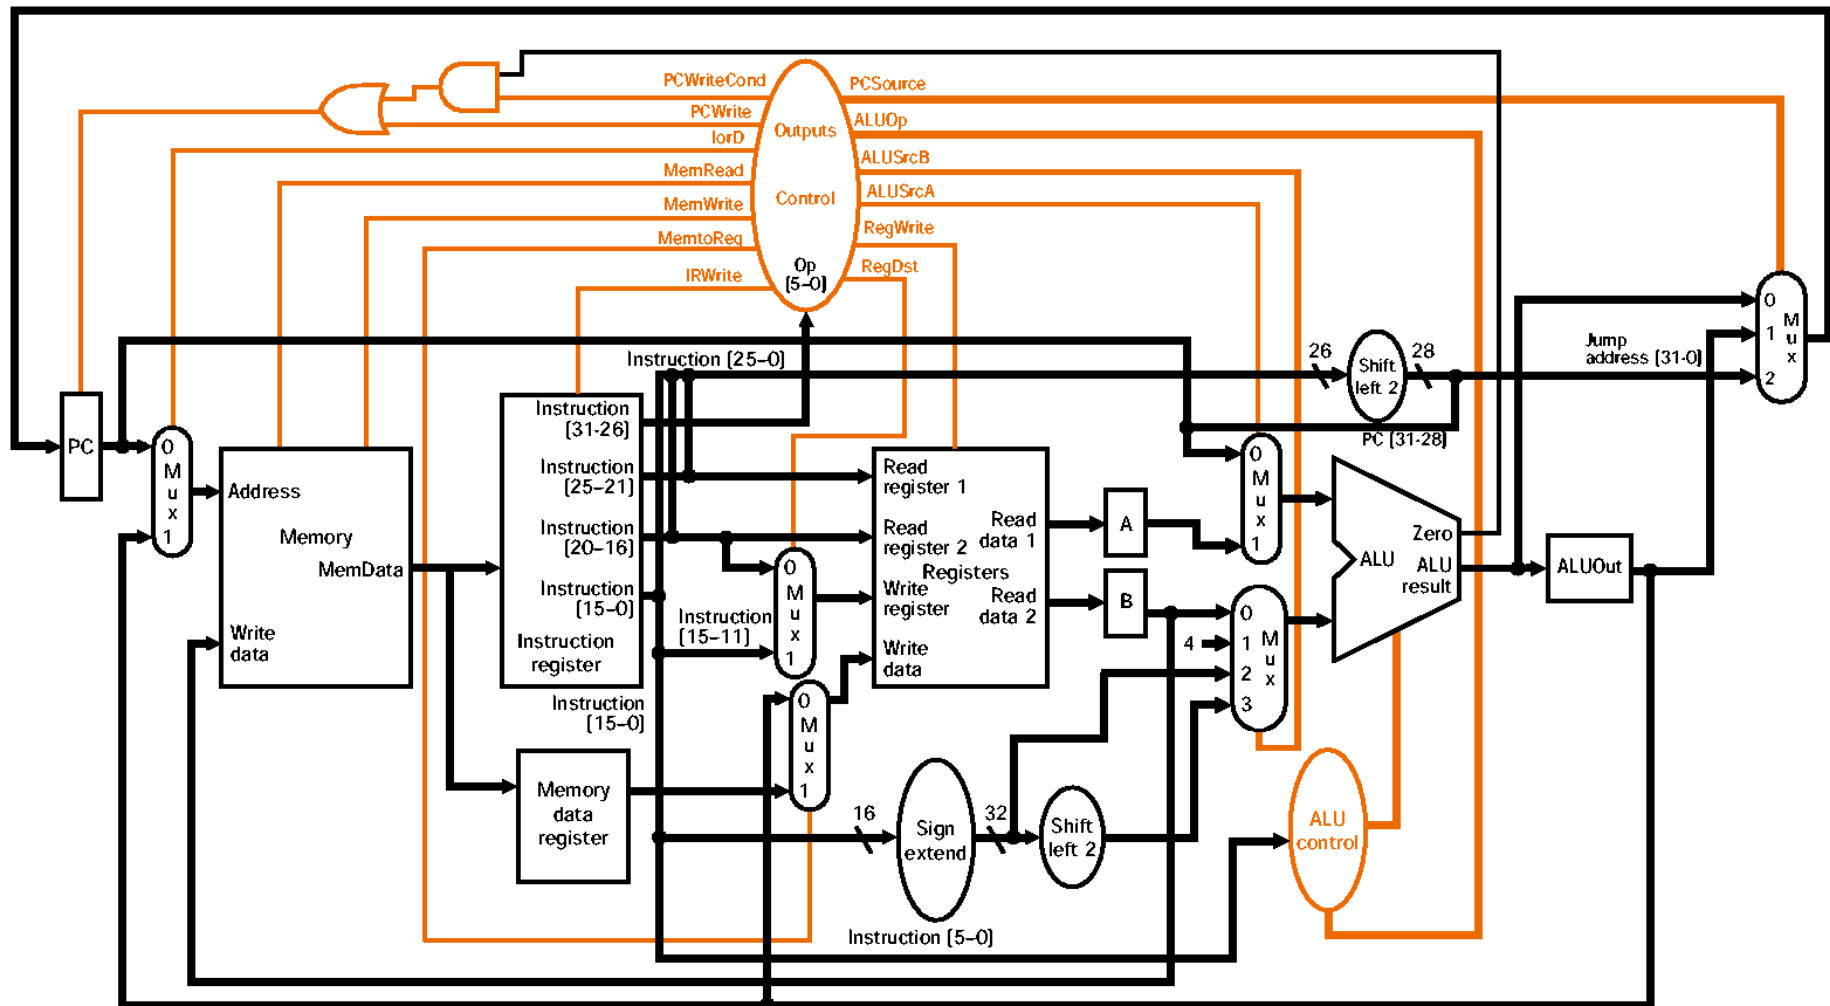 PCWriteCond
PCSource
PCWrite
ALUOp
Outputs
IorD
ALUSrcB
MemRead
ALUSrcA
Control
MemWrite
RegWrite
MemtoReg
RegDst
IRWrite
Op
[5-0]
0
M
u
x
1
2
Jump
address [31-0]
Instruction [25-0]
26
28
Shift
left 2
PC [31-28]
PC
0
M
u
x
1
Address
Memory
MemData
Write
data
Instruction
[31-26]
Instruction
[25-21]
Instruction
[20-16]
Instruction
[15-0]
Instruction
register
Instruction
[15-0]
Instruction
[15-11]
0
M
u
x
1
0
M
u
x
1
Memory
data
register
Read
register 1
Read
register 2
Registers
Write
register
Write
data
Read
data 1
Read
data 2
A
B
4
0
M
u
x
1
0
1
2
3
M
u
x
ALU
Zero
ALU
result
ALUOut
16
Sign
extend
32
Shift
left 2
ALU
control
Instruction [5-0]